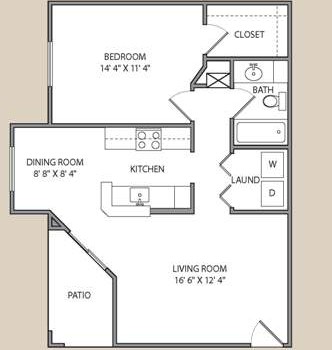 BEDROOM
14' 4" X 11' 4"
CLOSET
BATH
DINING ROOM
8' 8" X 8' 4"
KITCHEN
W
LAUND
D
LIVING ROOM
16' 6" X 12' 4"
PATIO